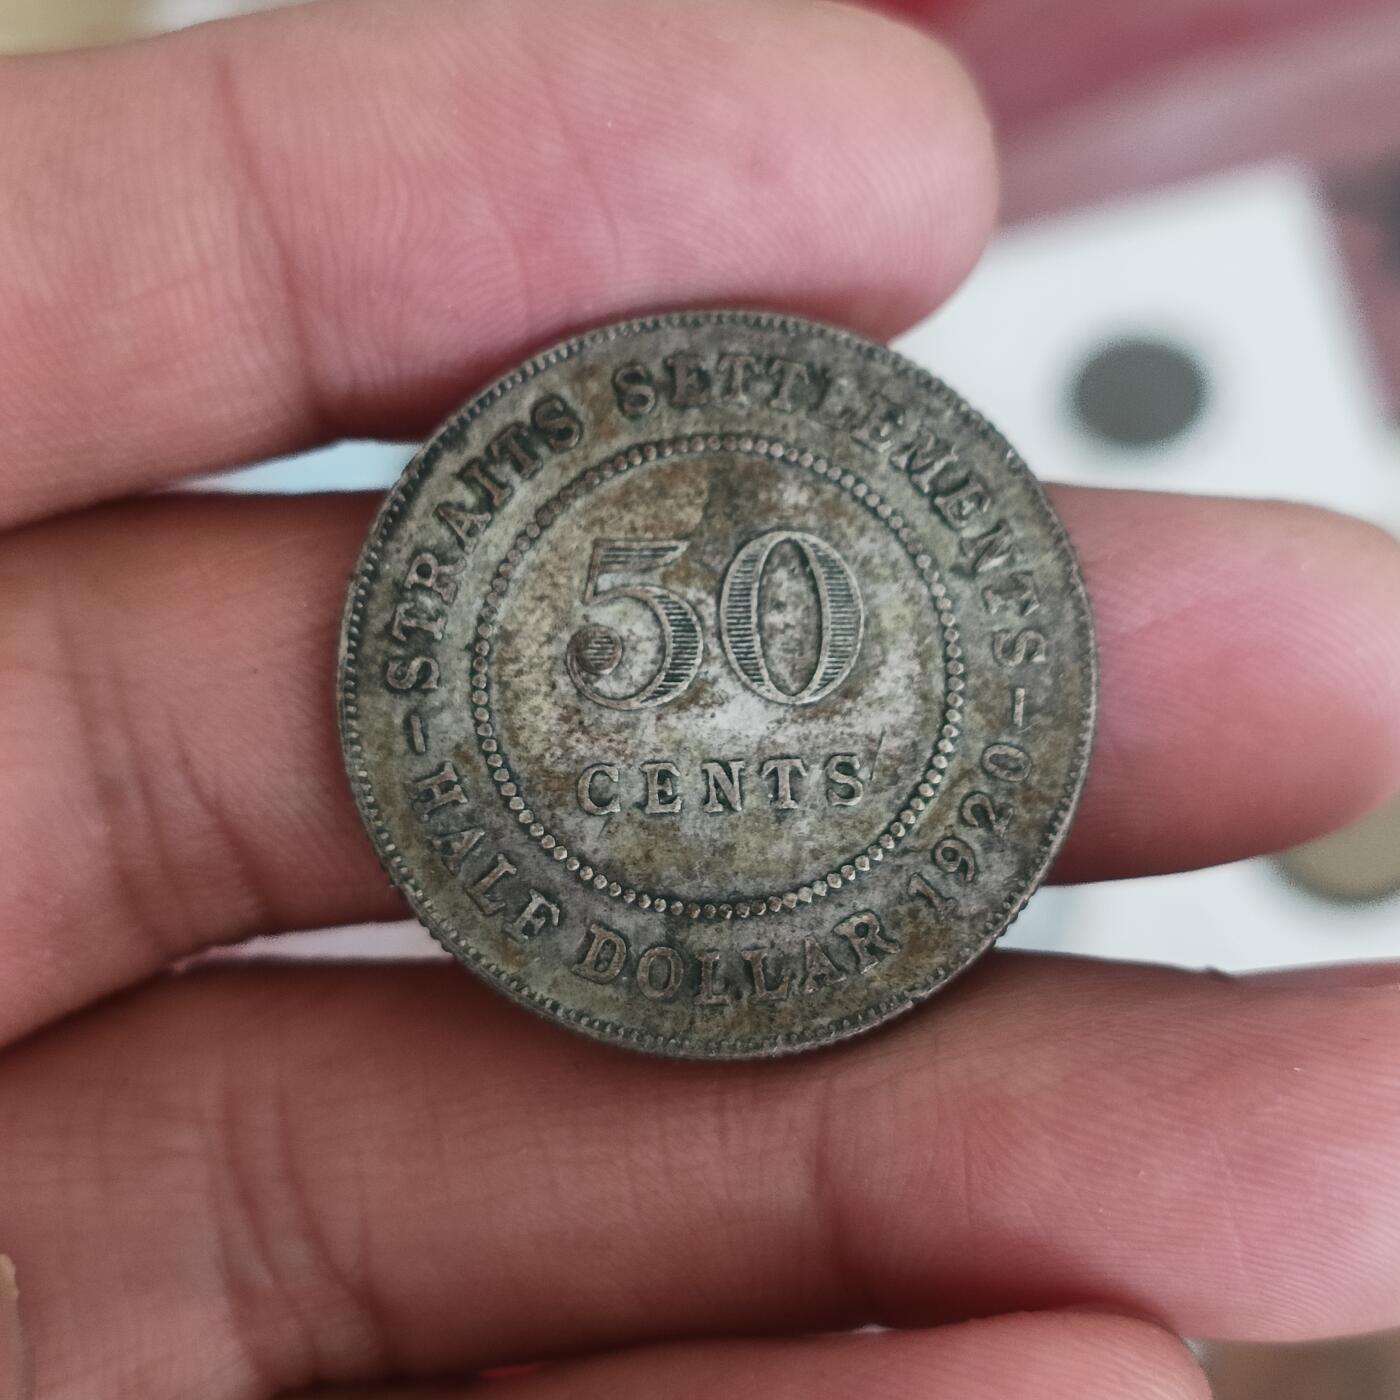 STRAITS SETTLEMENTS
50
CENTS
HALF DOLLAR 1920